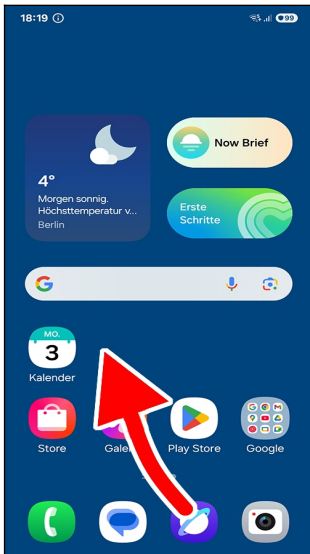 18:19
99
4°
Morgen sonnig.
Höchsttemperatur v...
Berlin
Now Brief
Erste
Schritte
G
MO.
3
Kalender
Store
Play Store
Google